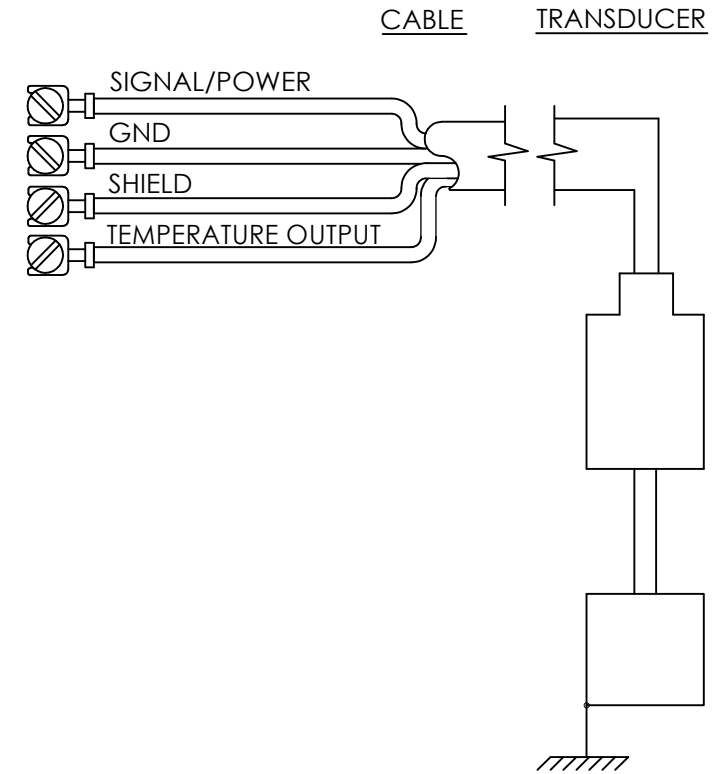 CABLE TRANSDUCER
SIGNAL/POWER
GND
SHIELD
TEMPERATURE OUTPUT